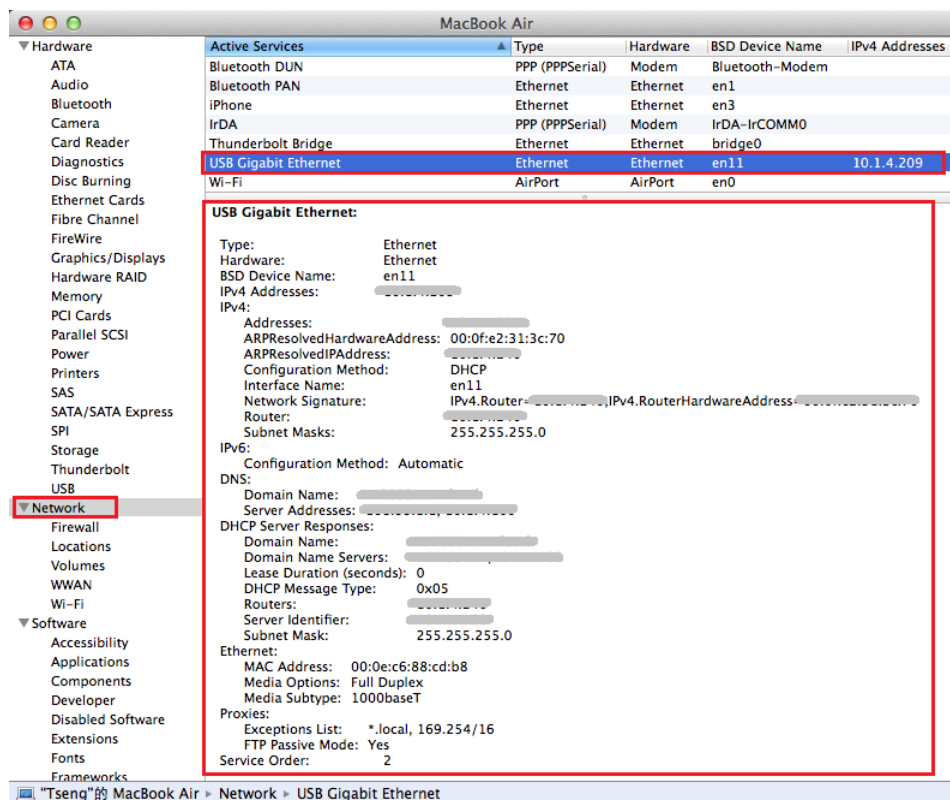 MacBook Air
Hardware
ATA
Audio
Bluetooth
Camera
Card Reader
Diagnostics
Disc Burning
Ethernet Cards
Fibre Channel
FireWire
Graphics/Displays
Hardware RAID
Memory
PCI Cards
Parallel SCSI
Power
Printers
SAS
SATA/SATA Express
SPI
Storage
Thunderbolt
USB
Network
Firewall
Locations
Volumes
WWAN
Wi-Fi
Software
Accessibility
Applications
Components
Developer
Disabled Software
Extensions
Fonts
Frameworks
Active Services Type Hardware BSD Device Name IPv4 Addresses
Bluetooth DUN PPP (PPPSerial) Modem Bluetooth-Modem
Bluetooth PAN Ethernet Ethernet en1
iPhone Ethernet Ethernet en3
IrDA PPP (PPPSerial) Modem IrDA-IrCOMM0
Thunderbolt Bridge Ethernet Ethernet bridge0
USB Gigabit Ethernet Ethernet Ethernet en11 10.1.4.209
Wi-Fi AirPort AirPort en0
USB Gigabit Ethernet:
Type: Ethernet
Hardware: Ethernet
BSD Device Name: en11
IPv4 Addresses:
IPv4:
Addresses:
ARPResolvedHardwareAddress: 00:0f:e2:31:3c:70
ARPResolvedIPAddress:
Configuration Method: DHCP
Interface Name: en11
Network Signature: IPv4.Router= ,IPv4.RouterHardwareAddress=
Router:
Subnet Masks: 255.255.255.0
IPv6:
Configuration Method: Automatic
DNS:
Domain Name:
Server Addresses:
DHCP Server Responses:
Domain Name:
Domain Name Servers:
Lease Duration (seconds): 0
DHCP Message Type: 0x05
Routers:
Server Identifier:
Subnet Mask: 255.255.255.0
Ethernet:
MAC Address: 00:0e:c6:88:cd:b8
Media Options: Full Duplex
Media Subtype: 1000baseT
Proxies:
Exceptions List: *.local, 169.254/16
FTP Passive Mode: Yes
Service Order: 2
"Tseng"的 MacBook Air ▸ Network ▸ USB Gigabit Ethernet